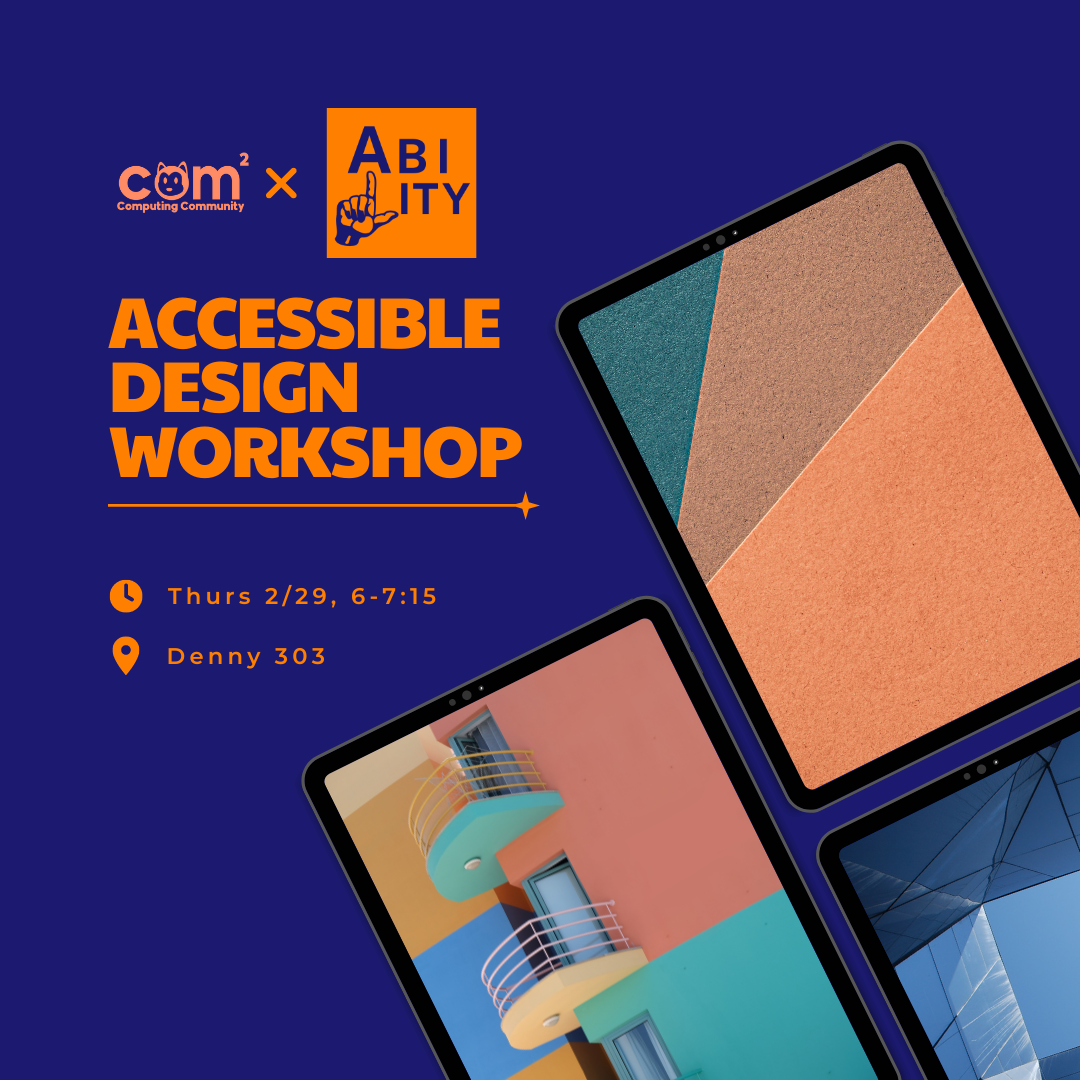 com²
Computing Community
×
ABI
LITY
ACCESSIBLE
DESIGN
WORKSHOP
Thurs 2/29, 6-7:15
Denny 303